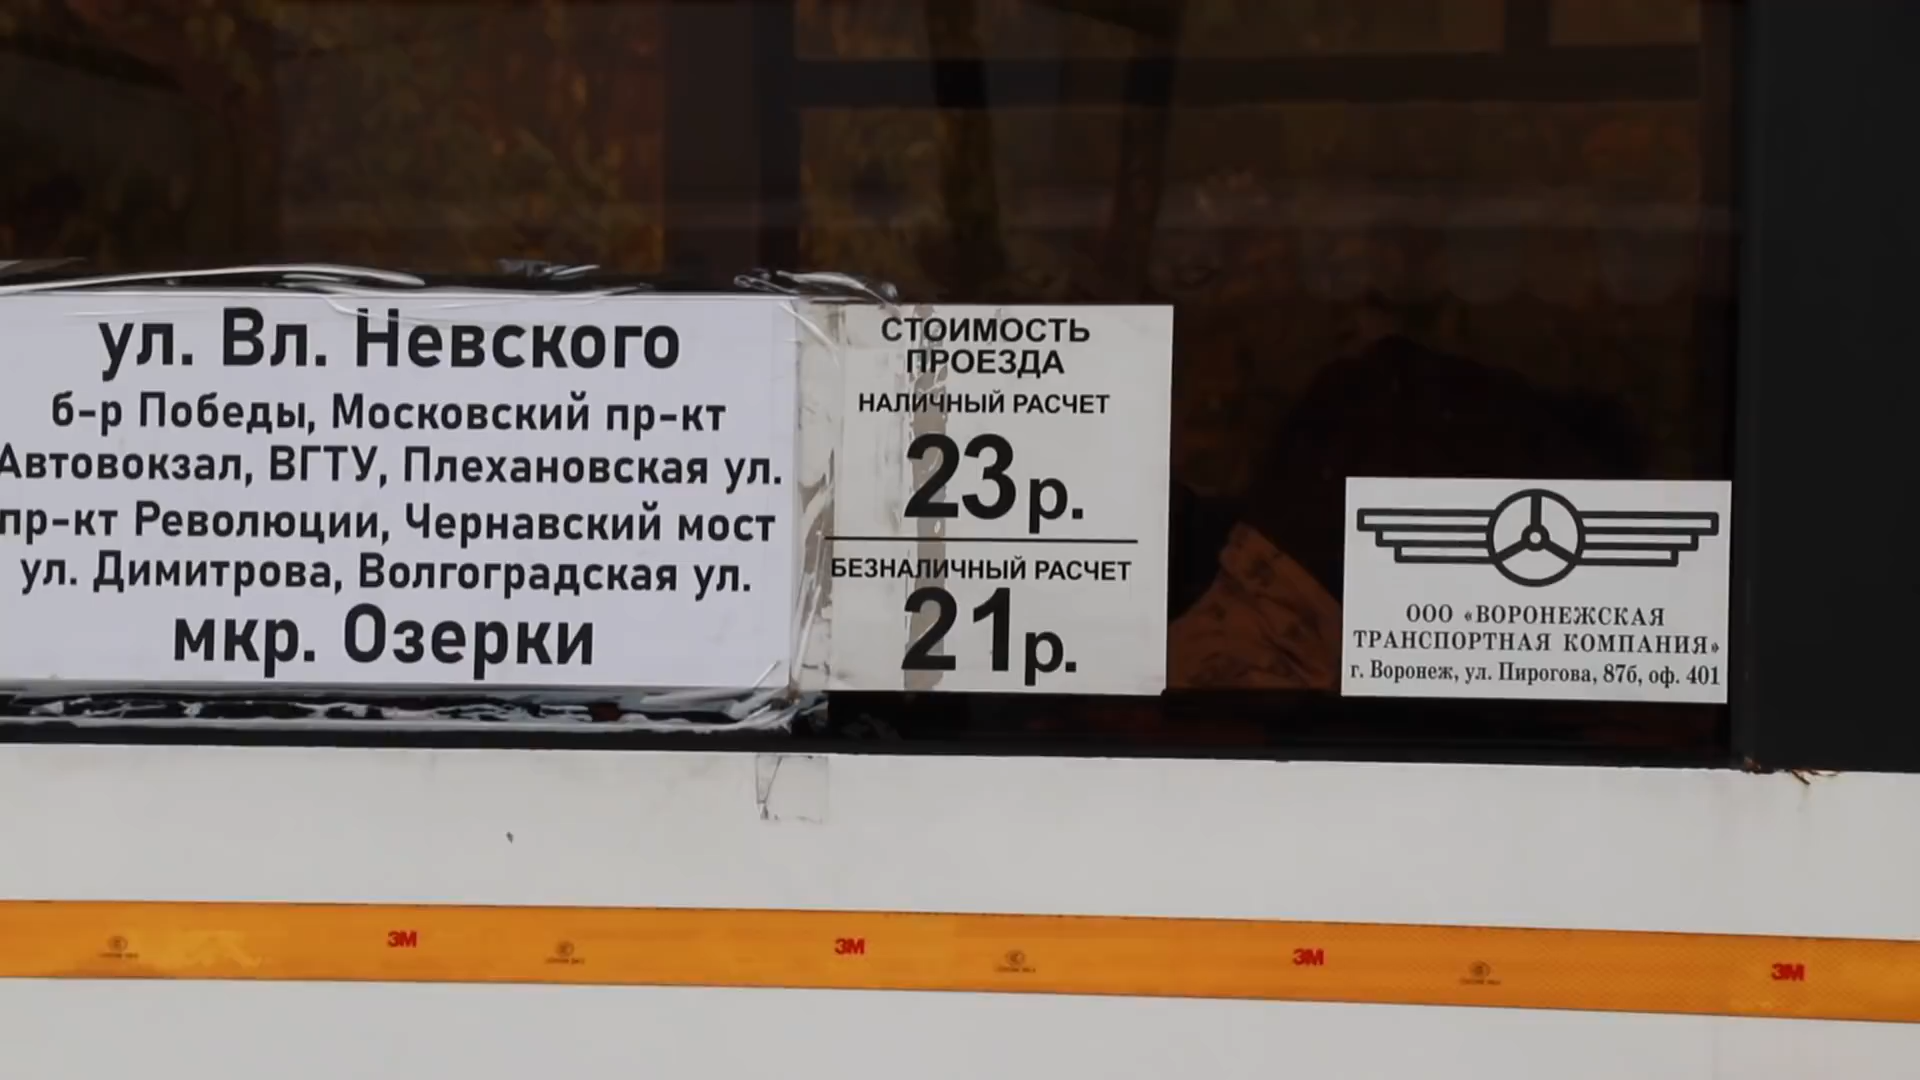 ул. Вл. Невского
б-р Победы, Московский пр-кт
Автовокзал, ВГТУ, Плехановская ул.
пр-кт Революции, Чернавский мост
ул. Димитрова, Волгоградская ул.
мкр. Озерки
СТОИМОСТЬ
ПРОЕЗДА
НАЛИЧНЫЙ РАСЧЕТ
23 р.
БЕЗНАЛИЧНЫЙ РАСЧЕТ
21р.
ООО «ВОРОНЕЖСКАЯ
ТРАНСПОРТНАЯ КОМПАНИЯ»
г. Воронеж, ул. Пирогова, 87б, оф. 401
3M 3M 3M 3M